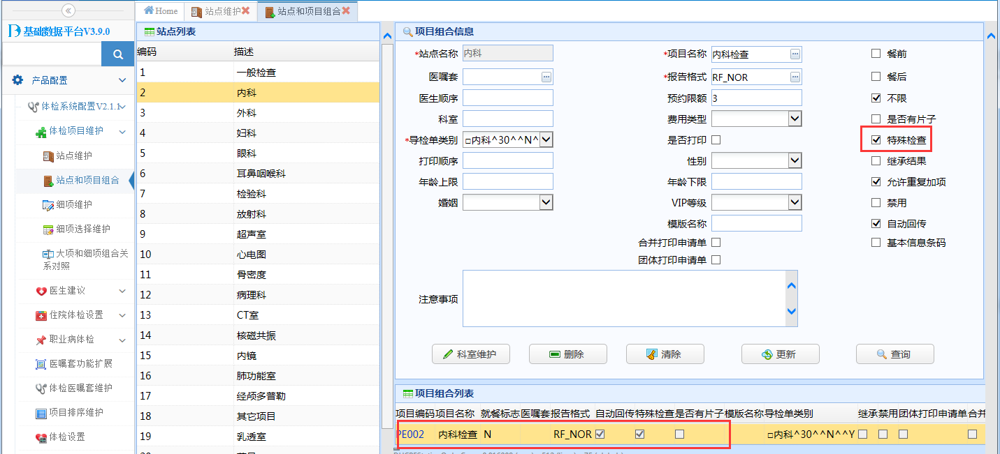 Home 站点维护 站点和项目组合
基础数据平台V3.9.0
产品配置
体检系统配置V2.1.1
体检项目维护
站点维护
站点和项目组合
细项维护
细项选择维护
大项和细项组合关
系对照
医生建议
住院体检设置
职业病体检
医嘱套功能扩展
体检医嘱套维护
项目排序维护
体检设置
站点列表
编码 描述
1 一般检查
2 内科
3 外科
4 妇科
5 眼科
6 耳鼻咽喉科
7 检验科
8 放射科
9 超声室
10 心电图
11 骨密度
12 病理科
13 CT室
14 核磁共振
15 内镜
16 肺功能室
17 经颅多普勒
18 其它项目
19 乳透室
项目组合信息
*站点名称 内科 *项目名称 内科检查 餐前
医嘱套 *报告格式 RF_NOR 餐后
医生顺序 预约限额 3 不限
科室 费用类型 是否有片子
*导检单类别 □内科^30^^N^ 是否打印 特殊检查
打印顺序 性别 继承结果
年龄上限 年龄下限 允许重复加项
婚姻 VIP等级 禁用
模版名称 自动回传
合并打印申请单 基本信息条码
团体打印申请单
注意事项
科室维护 删除 清除 更新 查询
项目组合列表
项目编码 项目名称 就餐标志 医嘱套 报告格式 自动回传 特殊检查 是否有片子 模版名称 导检单类别 继承 禁用 团体打印申请单 合并
PE002 内科检查 N RF_NOR □内科^30^^N^^Y